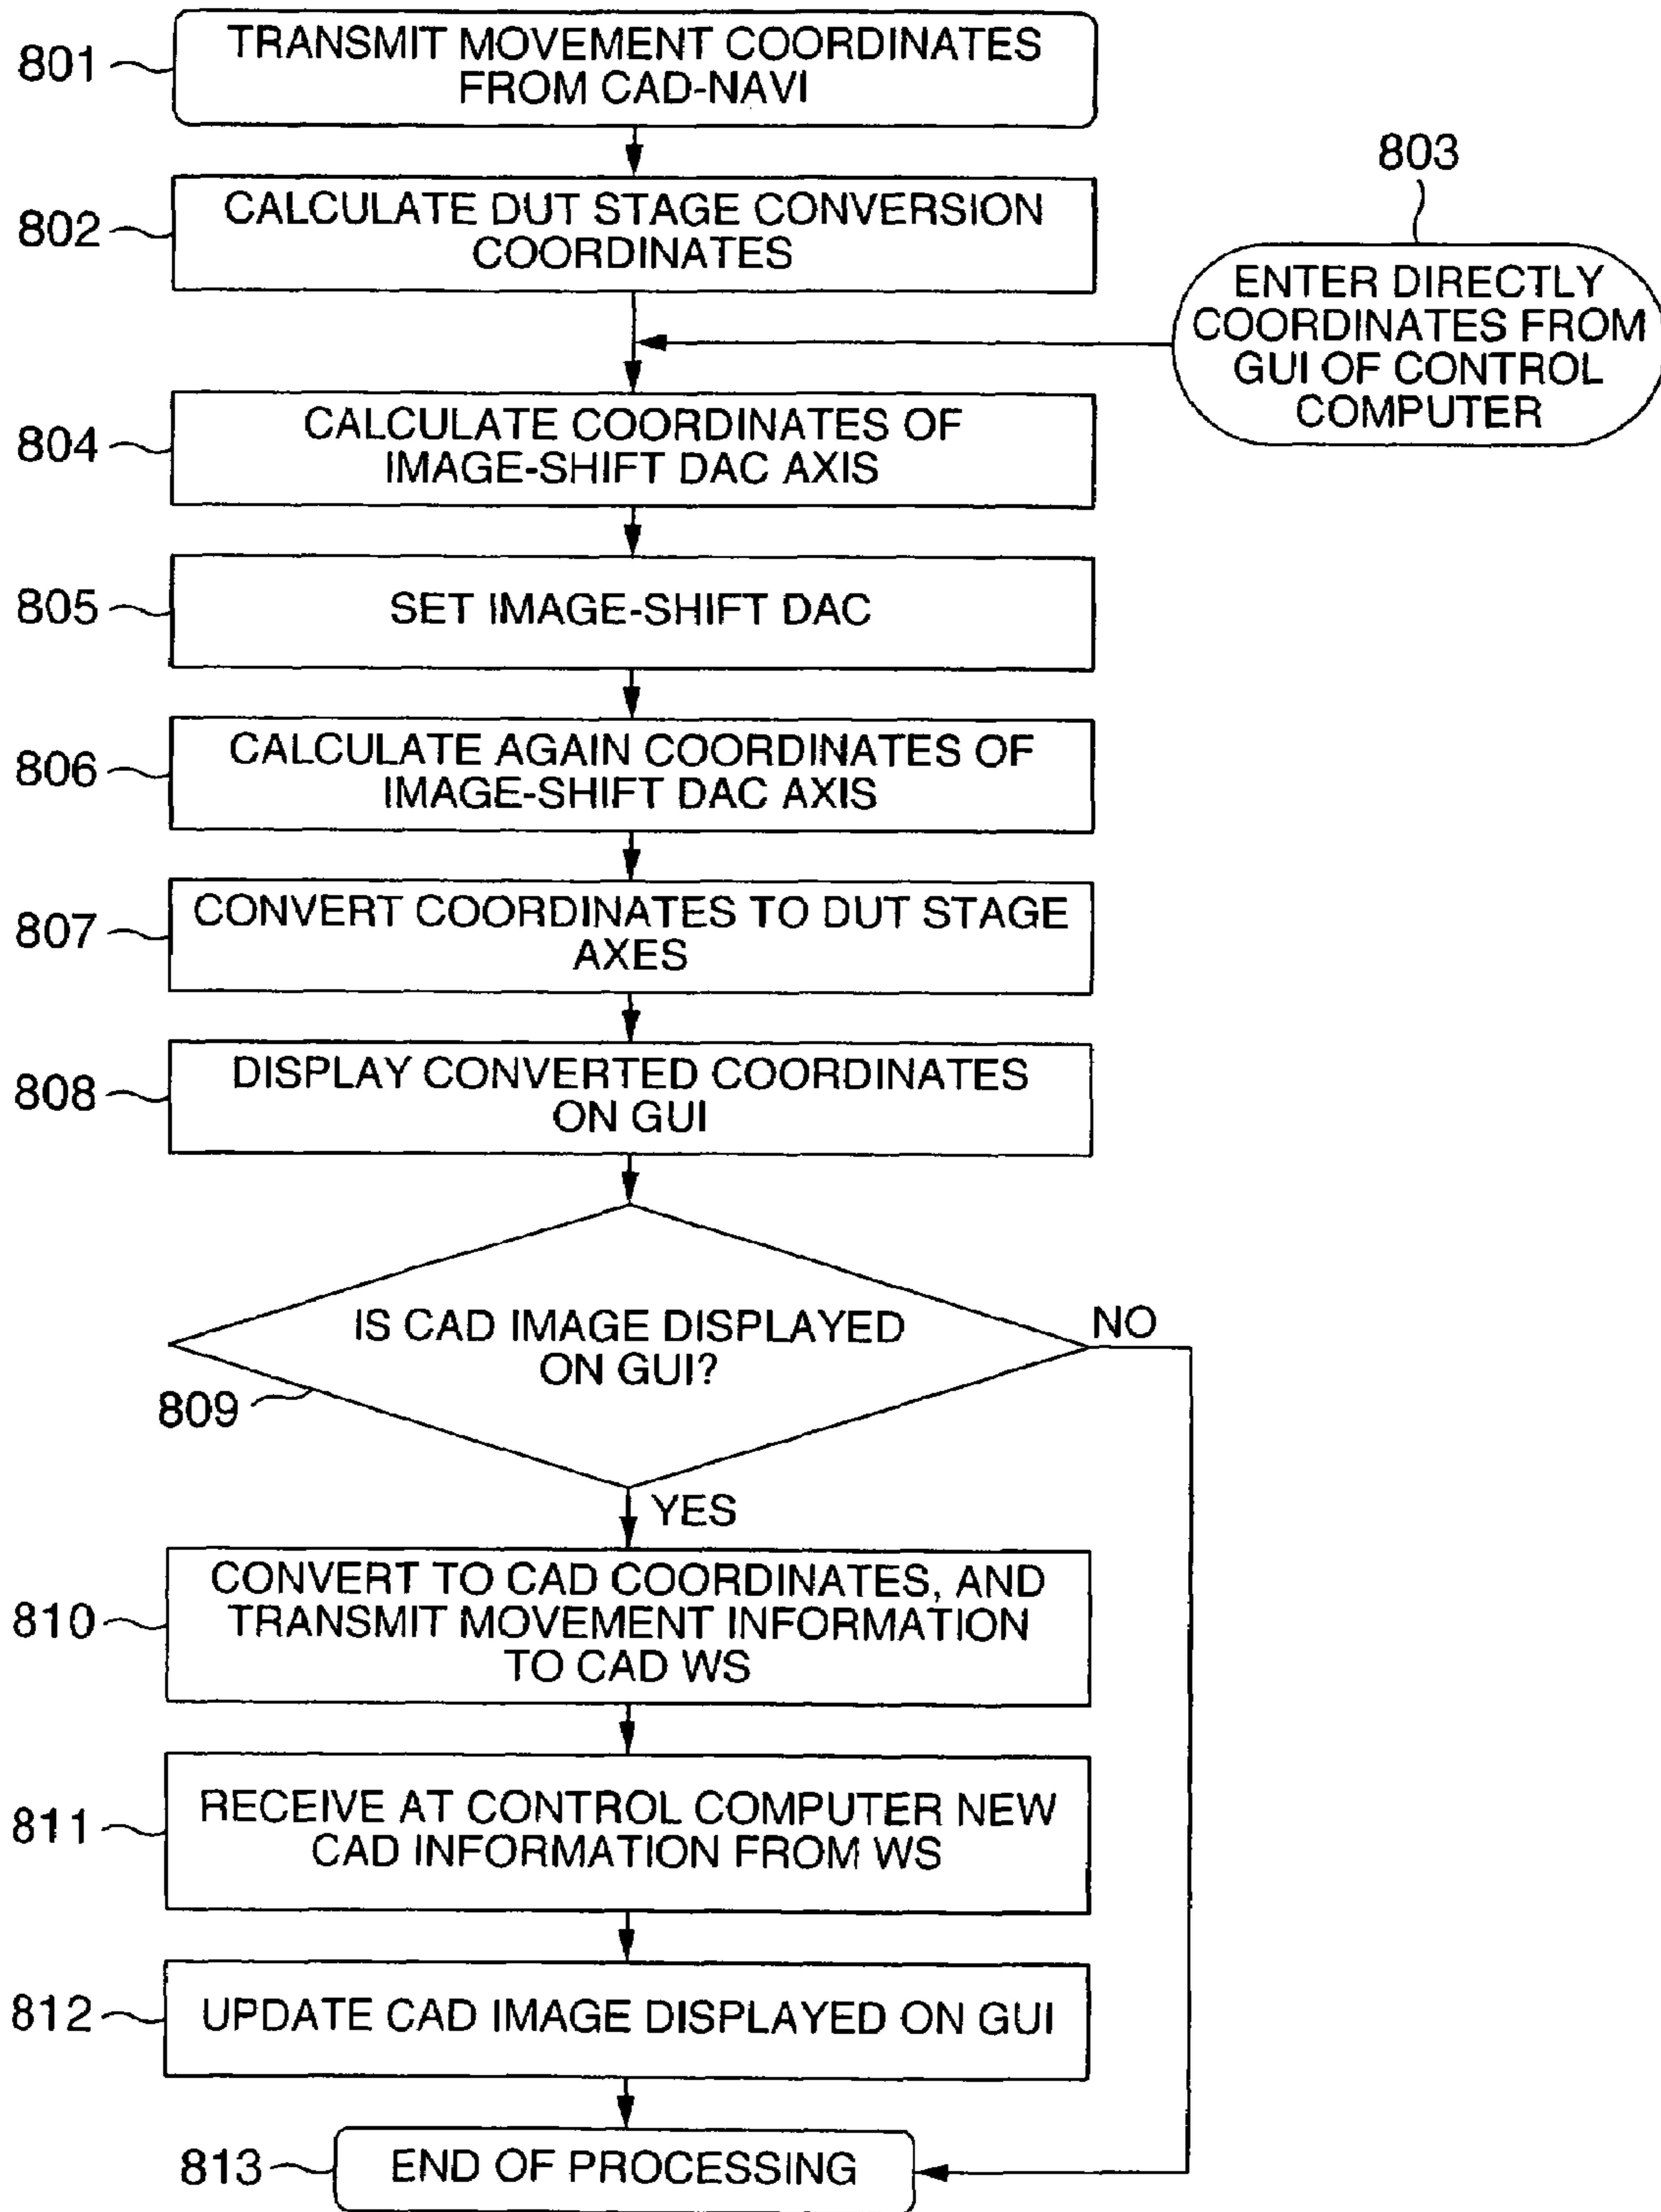 801
TRANSMIT MOVEMENT COORDINATES
FROM CAD-NAVI
802
CALCULATE DUT STAGE CONVERSION
COORDINATES
803
ENTER DIRECTLY
COORDINATES FROM
GUI OF CONTROL
COMPUTER
804
CALCULATE COORDINATES OF
IMAGE-SHIFT DAC AXIS
805
SET IMAGE-SHIFT DAC
806
CALCULATE AGAIN COORDINATES OF
IMAGE-SHIFT DAC AXIS
807
CONVERT COORDINATES TO DUT STAGE
AXES
808
DISPLAY CONVERTED COORDINATES
ON GUI
809
IS CAD IMAGE DISPLAYED
ON GUI?
NO
YES
810
CONVERT TO CAD COORDINATES, AND
TRANSMIT MOVEMENT INFORMATION
TO CAD WS
811
RECEIVE AT CONTROL COMPUTER NEW
CAD INFORMATION FROM WS
812
UPDATE CAD IMAGE DISPLAYED ON GUI
813
END OF PROCESSING